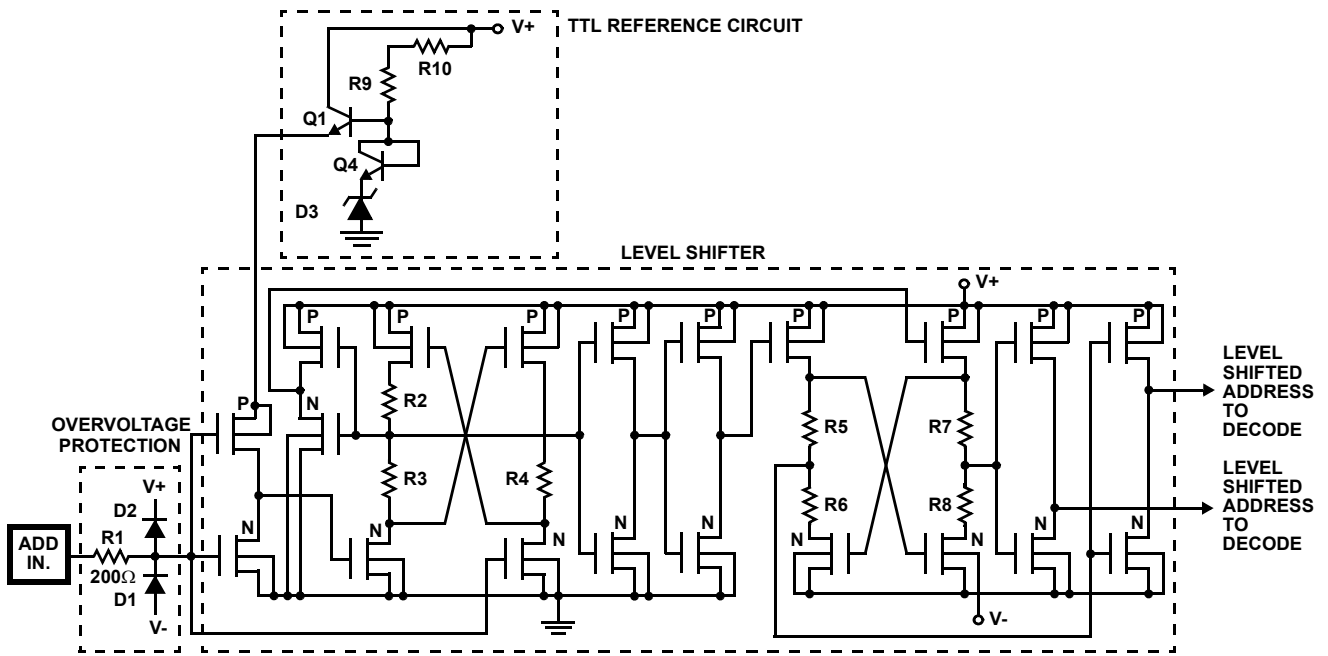 V+
TTL REFERENCE CIRCUIT
R10
R9
Q1
Q4
D3
LEVEL SHIFTER
V+
P
P
P
P
P
P
P
P
P
LEVEL
SHIFTED
ADDRESS
TO
DECODE
R2
N
P
OVERVOLTAGE
PROTECTION
R5
R7
R3
R4
R6
R8
LEVEL
SHIFTED
ADDRESS
TO
DECODE
V+
D2
N
N
N
N
N
N
N
N
N
ADD
IN.
R1
200Ω
D1
V-
V-